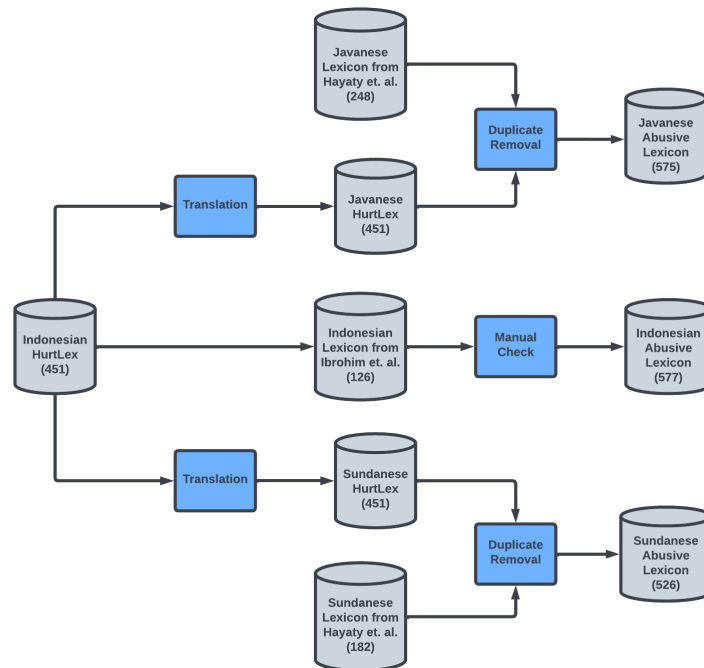 Javanese
Lexicon from
Hayaty et. al.
(248)
Duplicate
Removal
Javanese
Abusive
Lexicon
(575)
Translation
Javanese
HurtLex
(451)
Indonesian
HurtLex
(451)
Indonesian
Lexicon from
Ibrohim et. al.
(126)
Manual
Check
Indonesian
Abusive
Lexicon
(577)
Translation
Sundanese
HurtLex
(451)
Duplicate
Removal
Sundanese
Abusive
Lexicon
(526)
Sundanese
Lexicon from
Hayaty et. al.
(182)